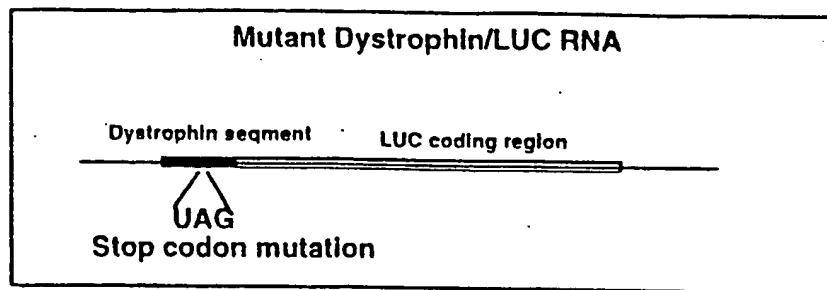 Mutant Dystrophin/LUC RNA
Dystrophin seqment LUC coding region
UAG
Stop codon mutation